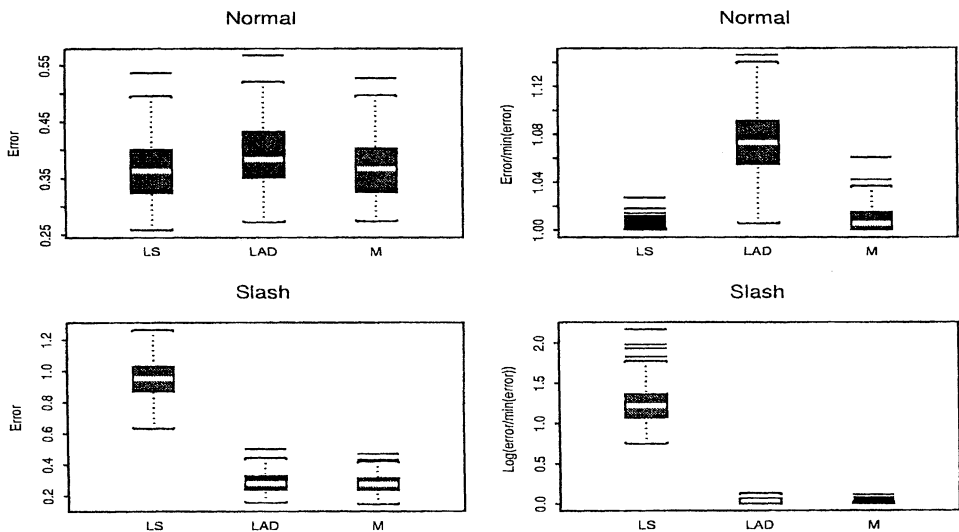 Normal
Error
0.55
0.45
0.35
0.25
LS
LAD
M
Normal
Error/min(error)
1.12
1.08
1.04
1.00
LS
LAD
M
Slash
Error
1.2
1.0
0.8
0.6
0.4
0.2
LS
LAD
M
Slash
Log(error/min(error))
2.0
1.5
1.0
0.5
0.0
LS
LAD
M